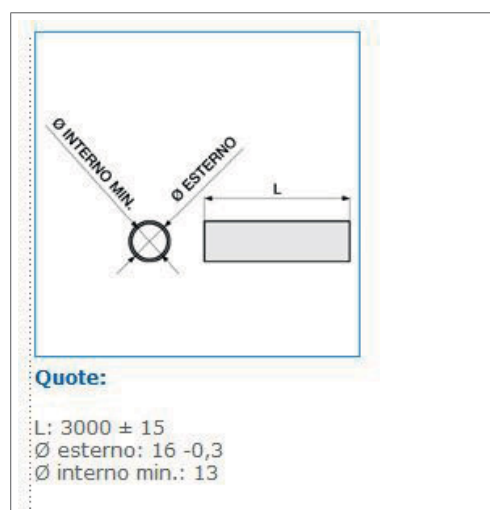 Ø INTERNO MIN.
Ø ESTERNO
L
Quote:
L: 3000 ± 15
Ø esterno: 16 -0,3
Ø interno min.: 13